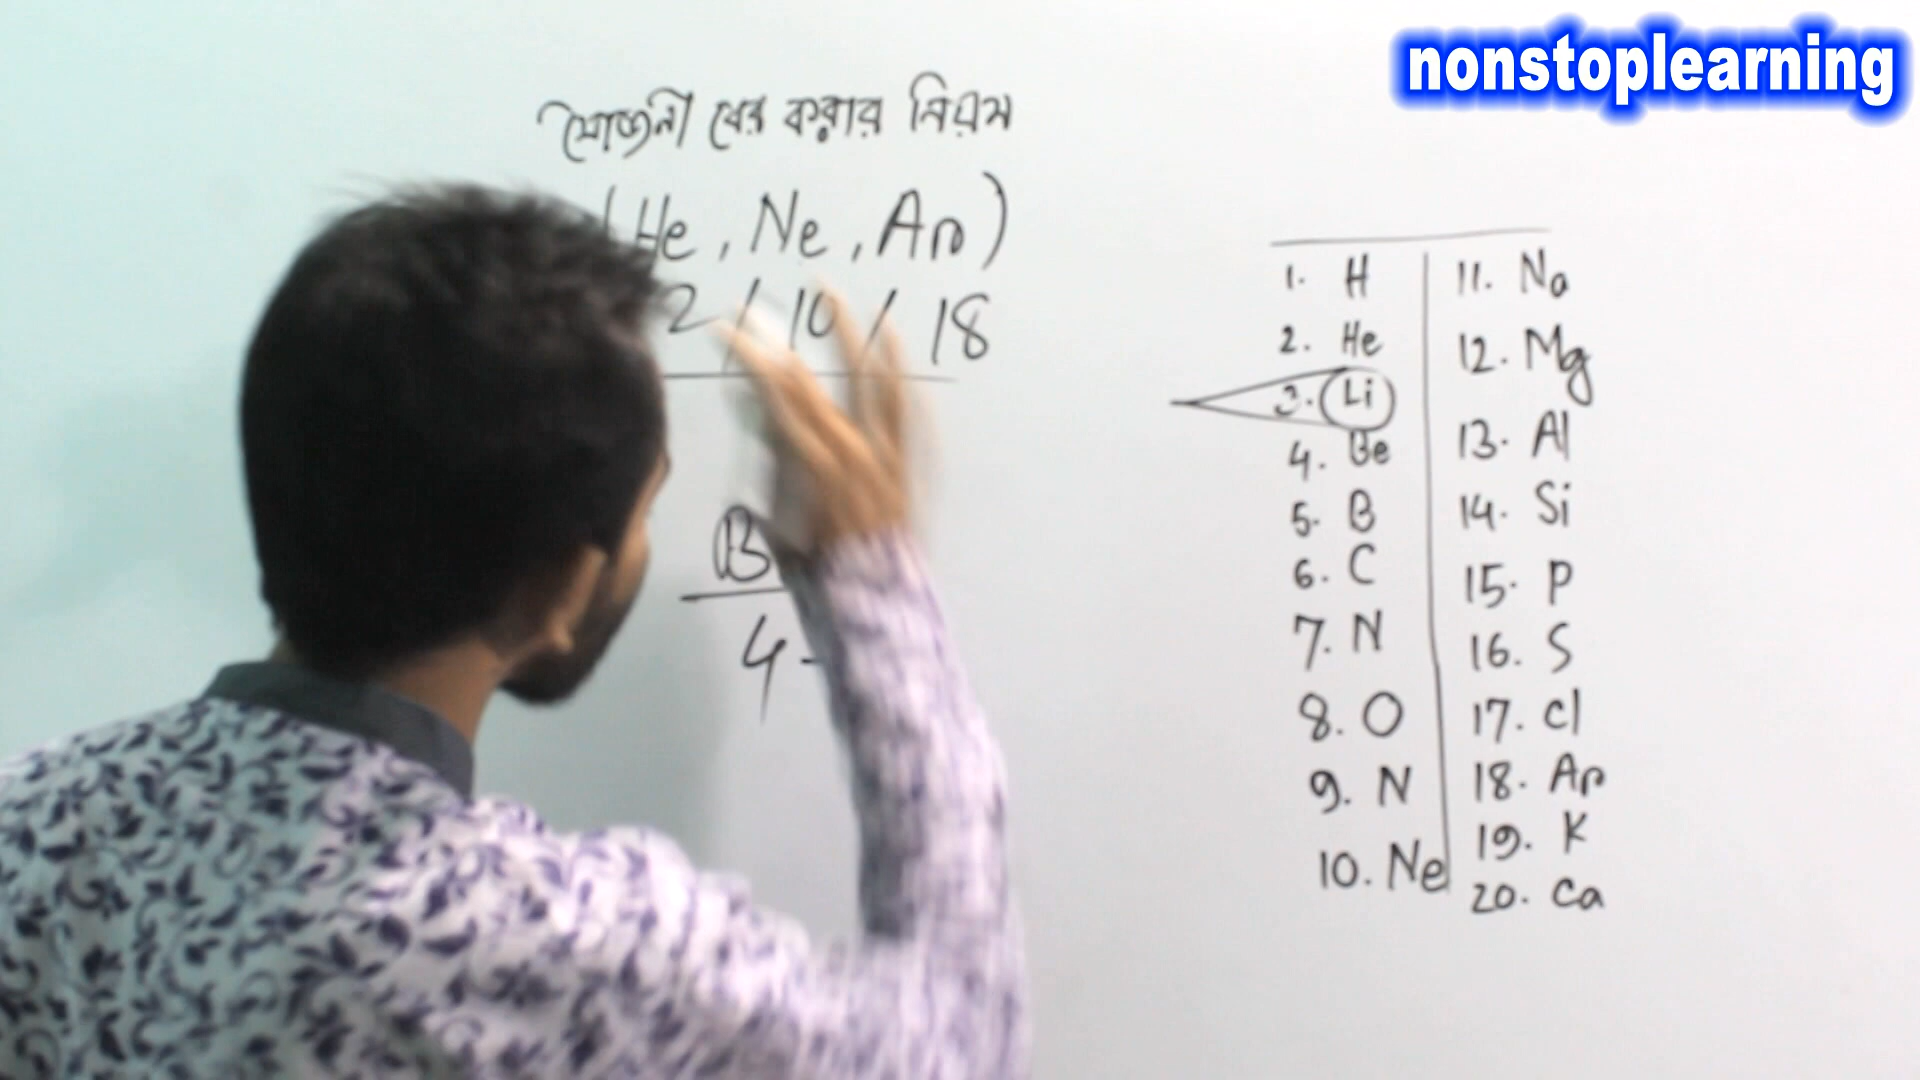 nonstoplearning
যোজনী বের করার নিয়ম
(He, Ne, Ar)
2 / 10 / 18
B
4 -
1. H
2. He
3. Li
4. Be
5. B
6. C
7. N
8. O
9. N
10. Ne
11. Na
12. Mg
13. Al
14. Si
15. P
16. S
17. Cl
18. Ar
19. K
20. Ca